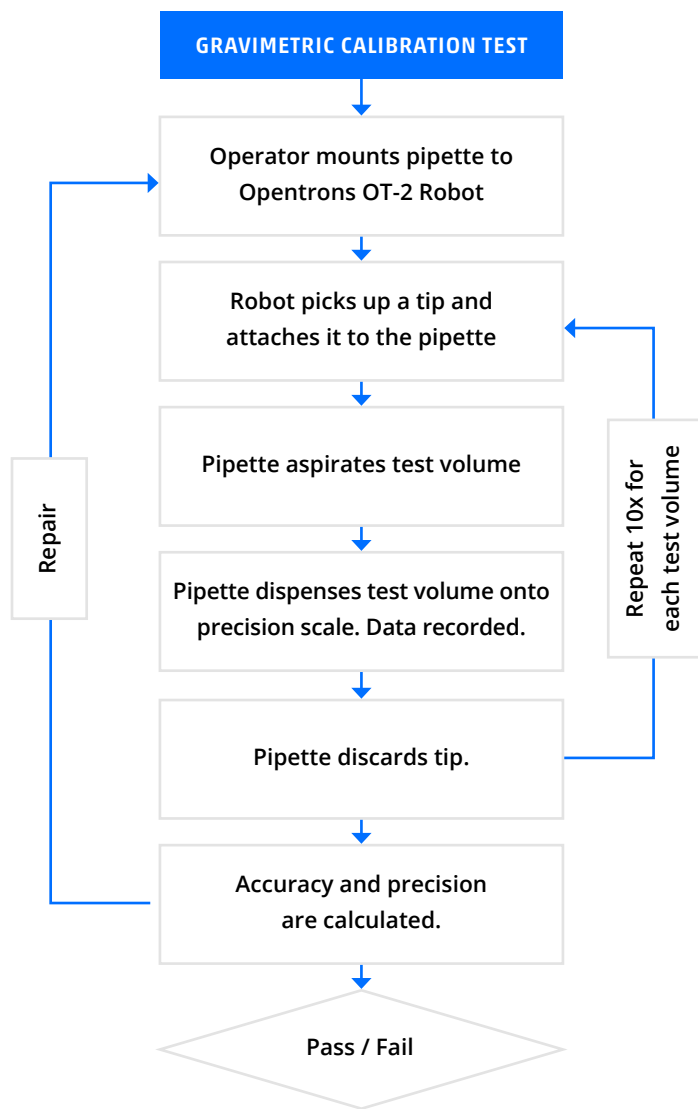 GRAVIMETRIC CALIBRATION TEST
Operator mounts pipette to
Opentrons OT-2 Robot
Robot picks up a tip and
attaches it to the pipette
Pipette aspirates test volume
Repair
Repeat 10x for
each test volume
Pipette dispenses test volume onto
precision scale. Data recorded.
Pipette discards tip.
Accuracy and precision
are calculated.
Pass / Fail